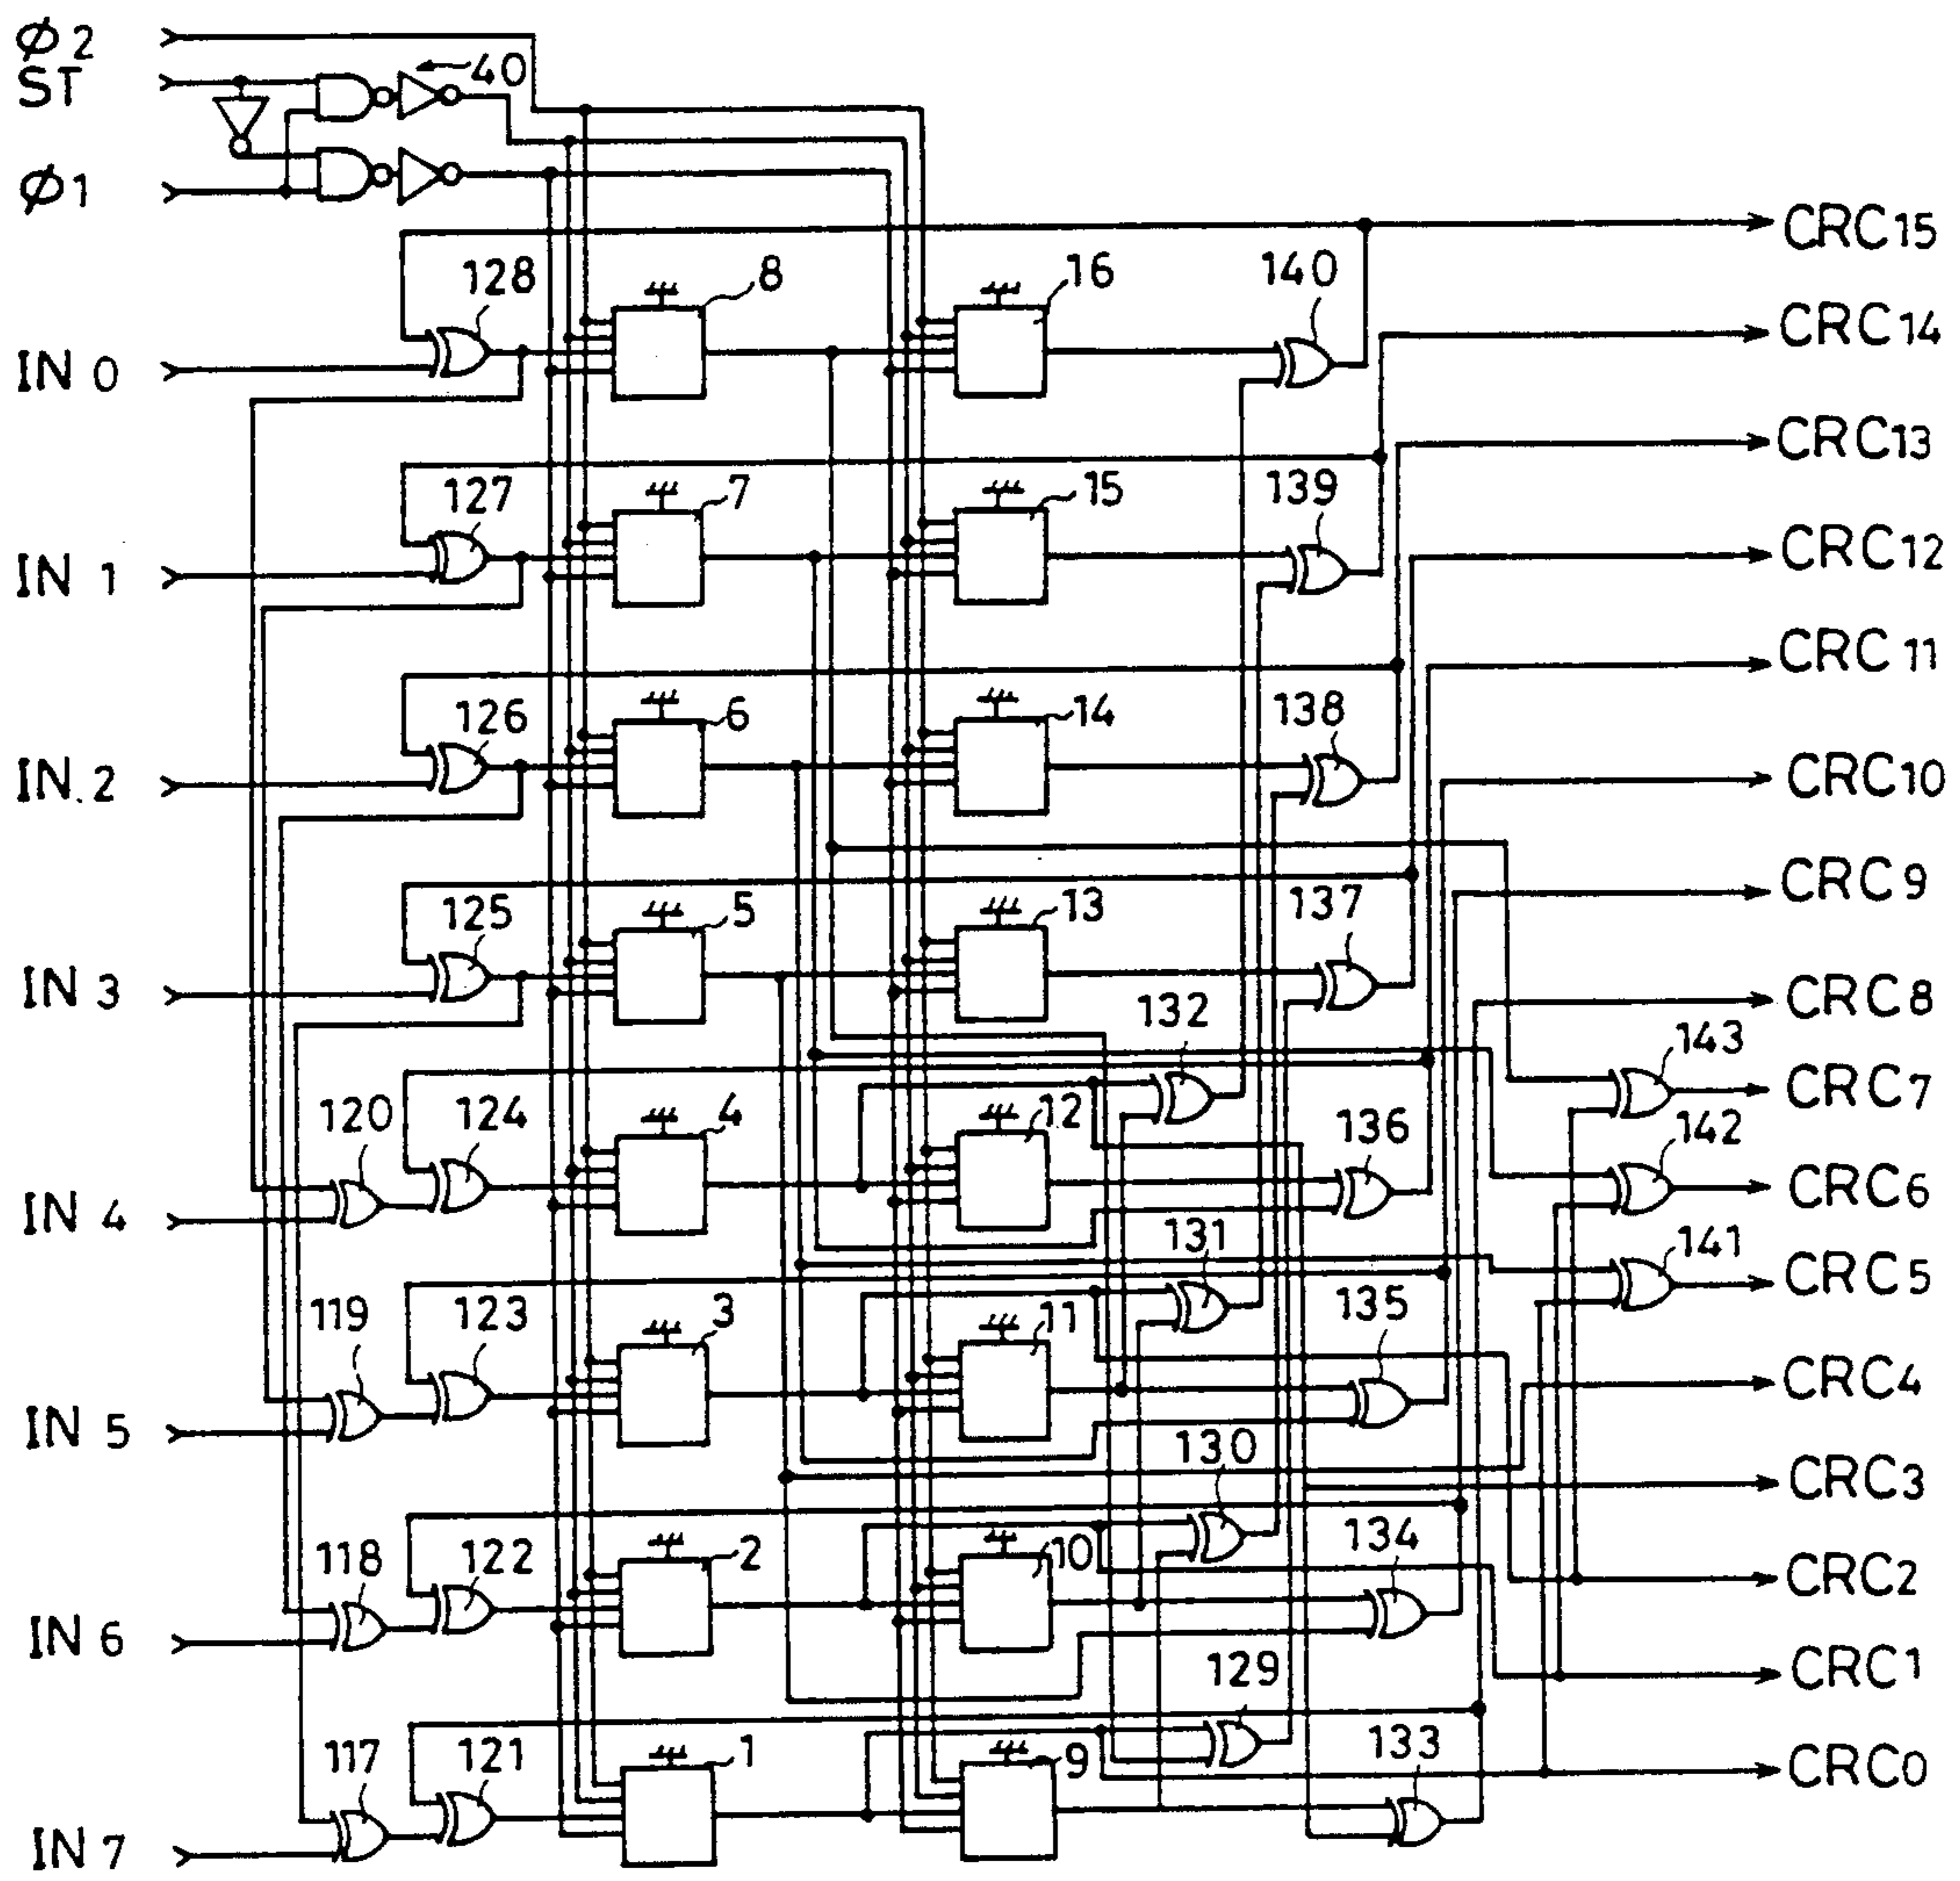 ϕ2
ST
40
ϕ1
CRC15
128
8
16
140
CRC14
IN 0
CRC13
127
7
15
139
CRC12
IN 1
CRC11
126
6
14
138
IN. 2
CRC10
CRC9
125
5
13
137
IN 3
132
CRC8
143
CRC7
120
124
4
12
136
142
IN 4
CRC6
131
141
CRC5
119
123
3
11
135
CRC4
IN 5
130
CRC3
118
122
2
10
134
CRC2
IN 6
129
CRC1
117
121
1
9
133
CRC0
IN 7